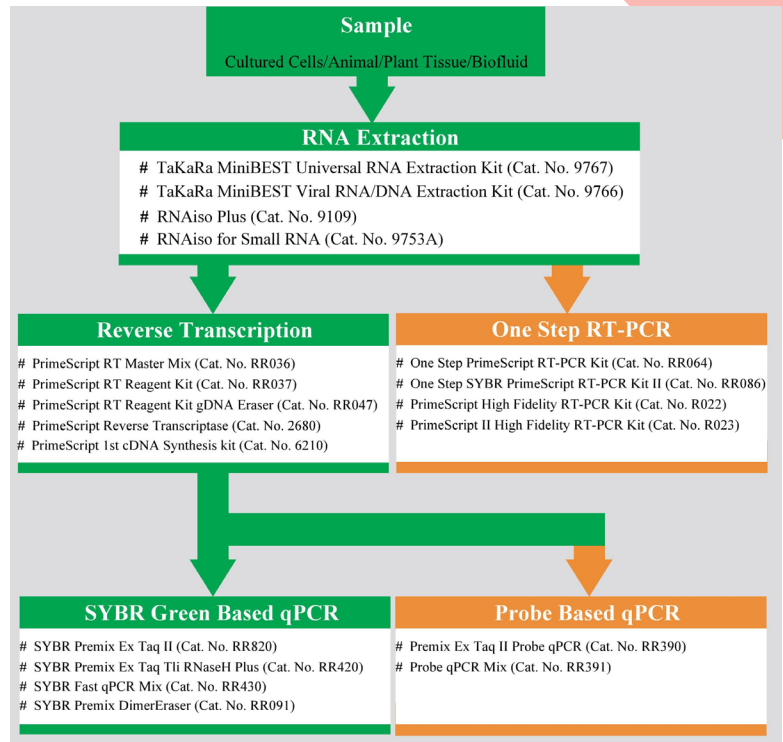 Sample
Cultured Cells/Animal/Plant Tissue/Biofluid
RNA Extraction
# TaKaRa MiniBEST Universal RNA Extraction Kit (Cat. No. 9767)
# TaKaRa MiniBEST Viral RNA/DNA Extraction Kit (Cat. No. 9766)
# RNAiso Plus (Cat. No. 9109)
# RNAiso for Small RNA (Cat. No. 9753A)
Reverse Transcription
# PrimeScript RT Master Mix (Cat. No. RR036)
# PrimeScript RT Reagent Kit (Cat. No. RR037)
# PrimeScript RT Reagent Kit gDNA Eraser (Cat. No. RR047)
# PrimeScript Reverse Transcriptase (Cat. No. 2680)
# PrimeScript 1st cDNA Synthesis kit (Cat. No. 6210)
One Step RT-PCR
# One Step PrimeScript RT-PCR Kit (Cat. No. RR064)
# One Step SYBR PrimeScript RT-PCR Kit II (Cat. No. RR086)
# PrimeScript High Fidelity RT-PCR Kit (Cat. No. R022)
# PrimeScript II High Fidelity RT-PCR Kit (Cat. No. R023)
SYBR Green Based qPCR
# SYBR Premix Ex Taq II (Cat. No. RR820)
# SYBR Premix Ex Taq Tli RNaseH Plus (Cat. No. RR420)
# SYBR Fast qPCR Mix (Cat. No. RR430)
# SYBR Premix DimerEraser (Cat. No. RR091)
Probe Based qPCR
# Premix Ex Taq II Probe qPCR (Cat. No. RR390)
# Probe qPCR Mix (Cat. No. RR391)